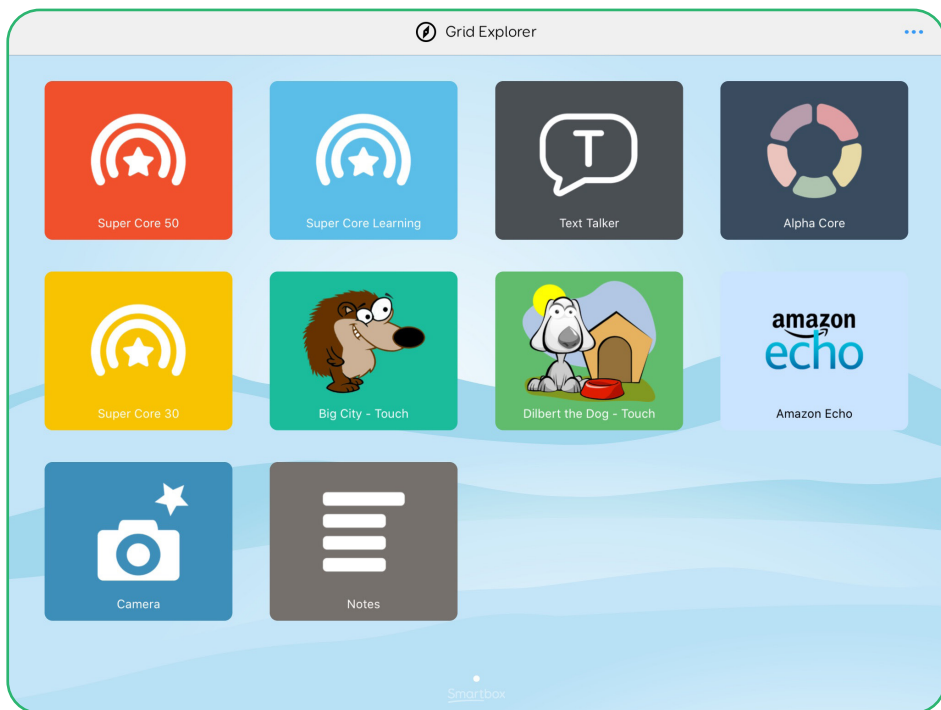 Grid Explorer
Super Core 50
Super Core Learning
T
Text Talker
Alpha Core
Super Core 30
Big City - Touch
Dilbert the Dog - Touch
amazon
echo
Amazon Echo
Camera
Notes
Smartbox